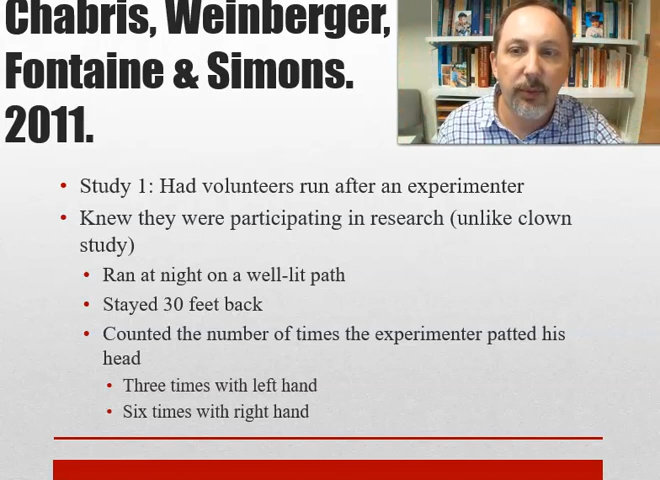 Chabris, Weinberger,
Fontaine & Simons.
2011.
• Study 1: Had volunteers run after an experimenter
• Knew they were participating in research (unlike clown
study)
• Ran at night on a well-lit path
• Stayed 30 feet back
• Counted the number of times the experimenter patted his
head
• Three times with left hand
• Six times with right hand